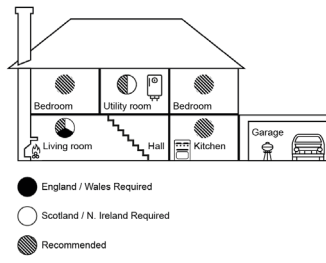 Bedroom
Utility room
Bedroom
Living room
Hall
Kitchen
Garage
England / Wales Required
Scotland / N. Ireland Required
Recommended